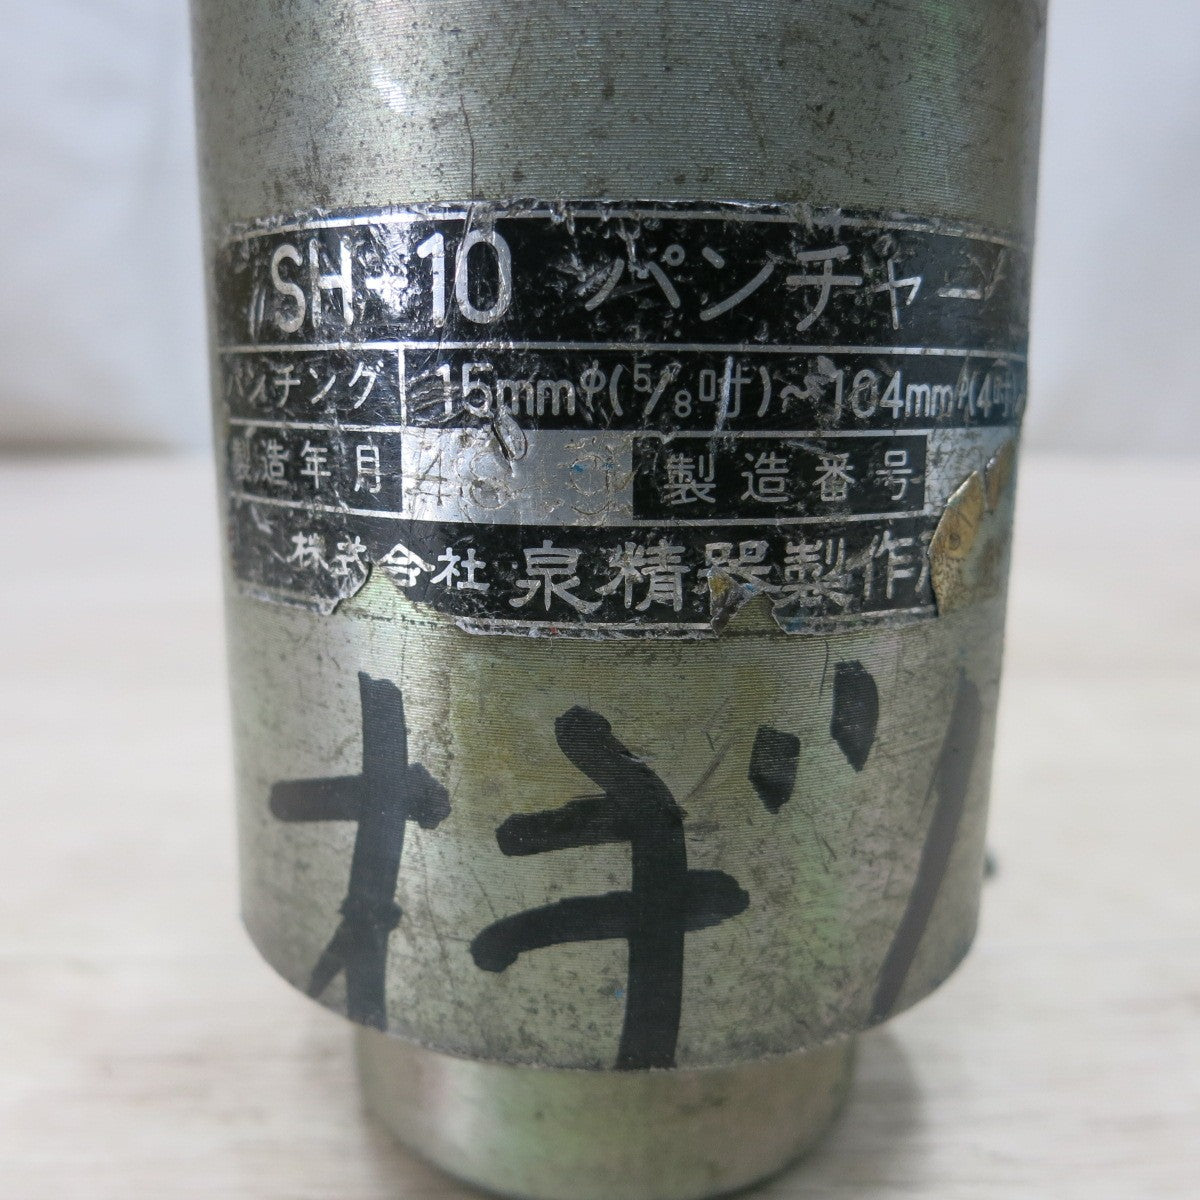 SH-10 パンチャー
パンチング 15mmφ(5/8吋)~104mmφ(4吋
製造年月 製造番号
株式会社 泉精器製作
オギソ